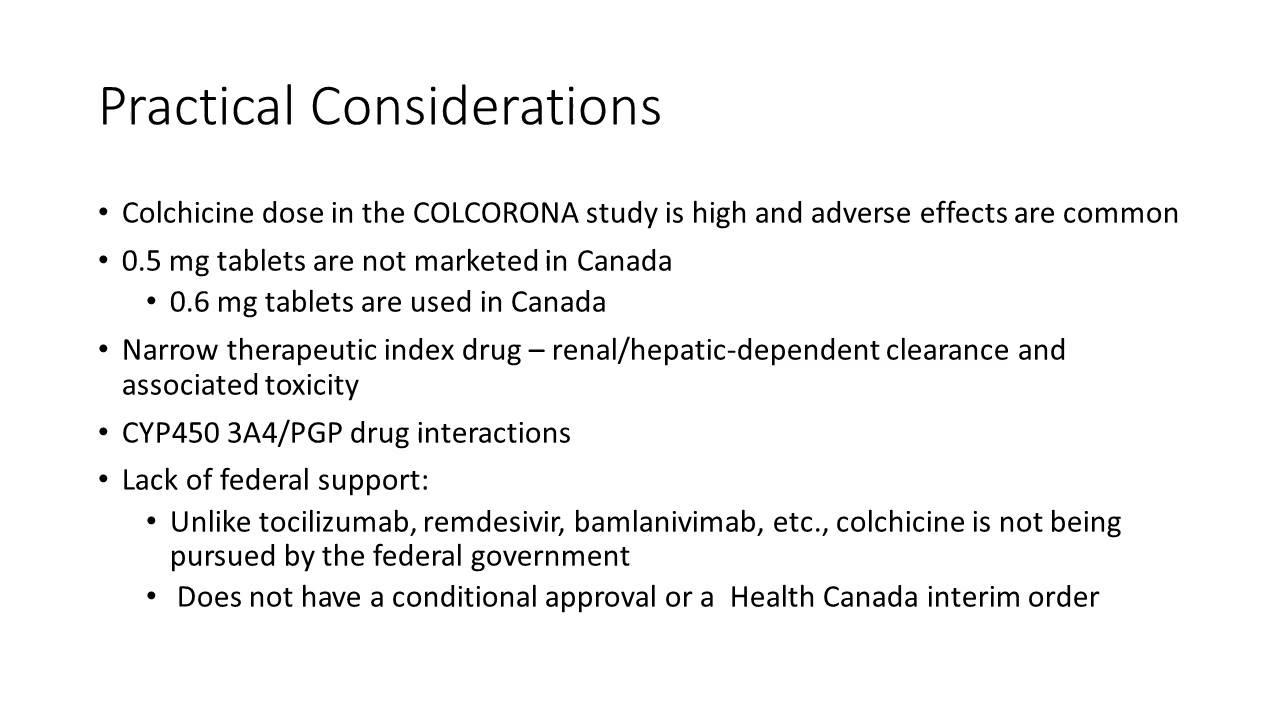 Practical Considerations
• Colchicine dose in the COLCORONA study is high and adverse effects are common
• 0.5 mg tablets are not marketed in Canada
• 0.6 mg tablets are used in Canada
• Narrow therapeutic index drug – renal/hepatic-dependent clearance and
associated toxicity
• CYP450 3A4/PGP drug interactions
• Lack of federal support:
• Unlike tocilizumab, remdesivir, bamlanivimab, etc., colchicine is not being
pursued by the federal government
• Does not have a conditional approval or a  Health Canada interim order